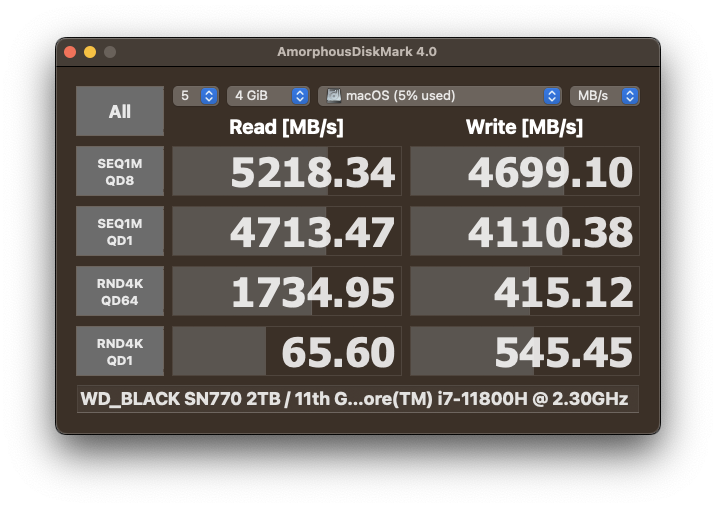 AmorphousDiskMark 4.0
All
5
4 GiB
macOS (5% used)
MB/s
Read [MB/s]
Write [MB/s]
SEQ1M
QD8
5218.34
4699.10
SEQ1M
QD1
4713.47
4110.38
RND4K
QD64
1734.95
415.12
RND4K
QD1
65.60
545.45
WD_BLACK SN770 2TB / 11th G...ore(TM) i7-11800H @ 2.30GHz